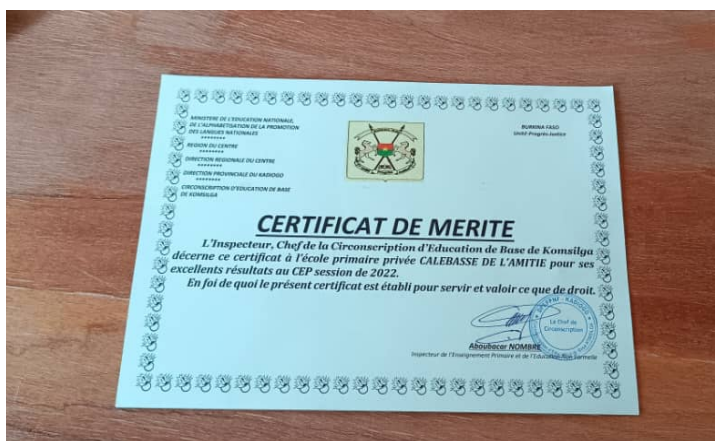 MINISTERE DE L'EDUCATION NATIONALE,
DE L'ALPHABETISATION DE LA PROMOTION
DES LANGUES NATIONALES
********
REGION DU CENTRE
********
DIRECTION REGIONALE DU CENTRE
********
DIRECTION PROVINCIALE DU KADIOGO
********
CIRCONSCRIPTION D'EDUCATION DE BASE
DE KOMSILGA
BURKINA FASO
Unité-Progrès-Justice
CERTIFICAT DE MERITE
L'Inspecteur, Chef de la Circonscription d'Education de Base de Komsilga
décerne ce certificat à l'école primaire privée CALEBASSE DE L'AMITIE pour ses
excellents résultats au CEP session de 2022.
En foi de quoi le présent certificat est établi pour servir et valoir ce que de droit.
Le Chef de
Circonscription
Aboubacar NOMBRE
Inspecteur de l'Enseignement Primaire et de l'Education Non Formelle